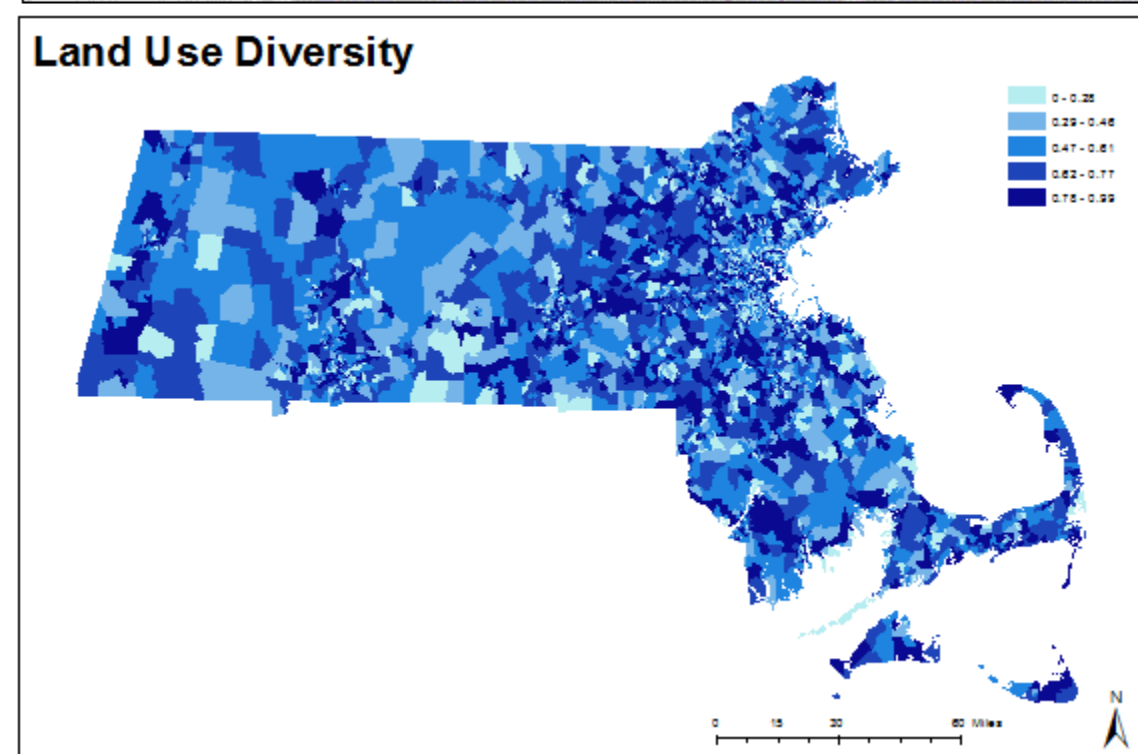 Land Use Diversity
0 - 0.28
0.29 - 0.46
0.47 - 0.61
0.62 - 0.77
0.78 - 0.99
N
0 15 30 60 Miles